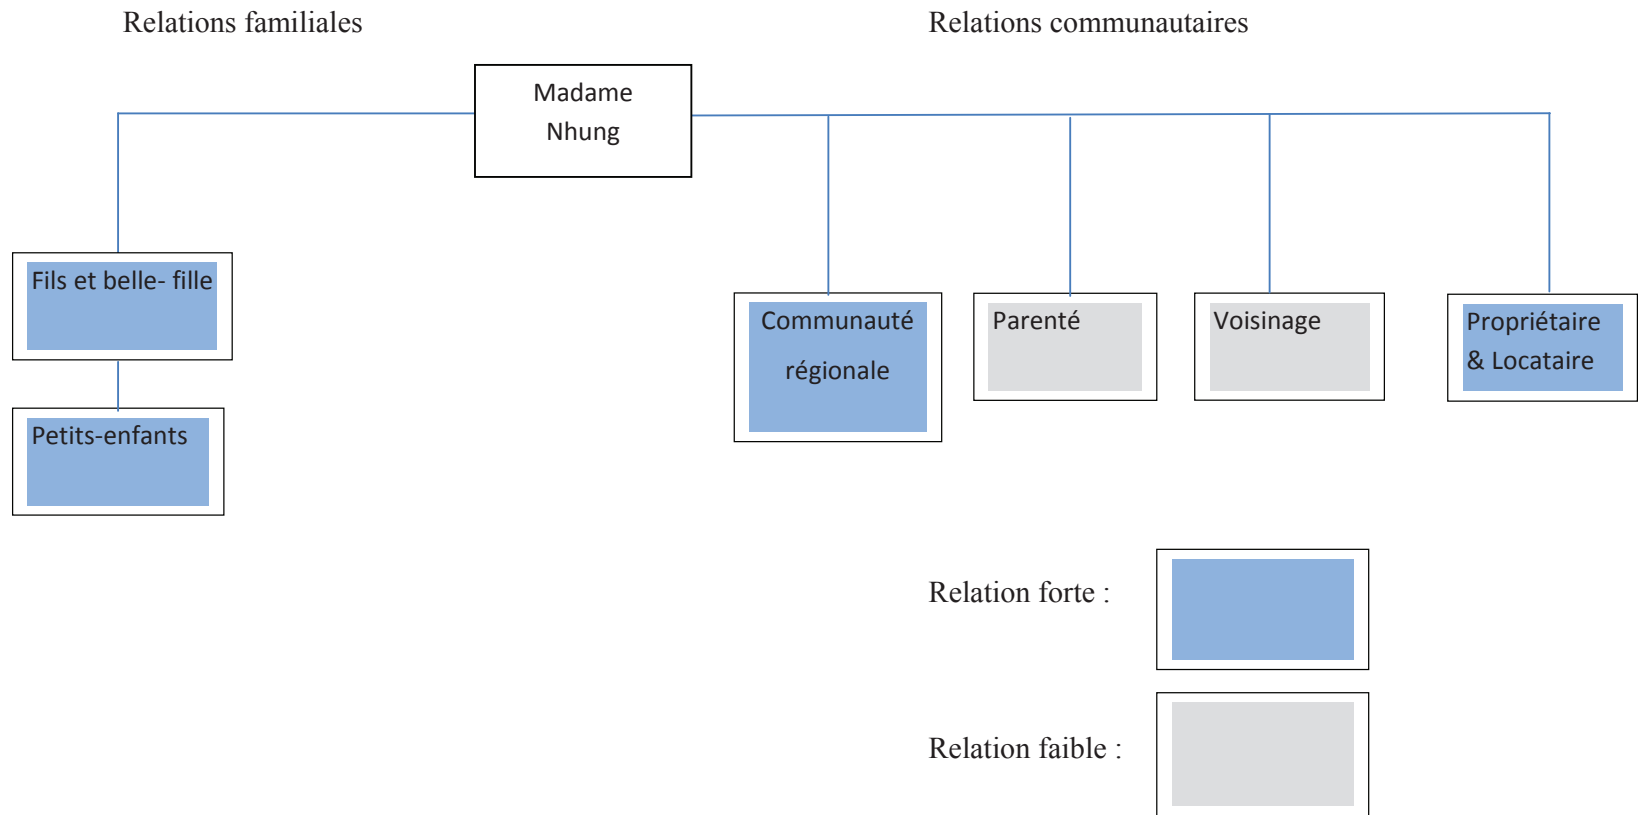 Relations familiales
Relations communautaires
Madame
Nhung
Fils et belle- fille
Petits-enfants
Communauté
régionale
Parenté
Voisinage
Propriétaire
& Locataire
Relation forte :
Relation faible :